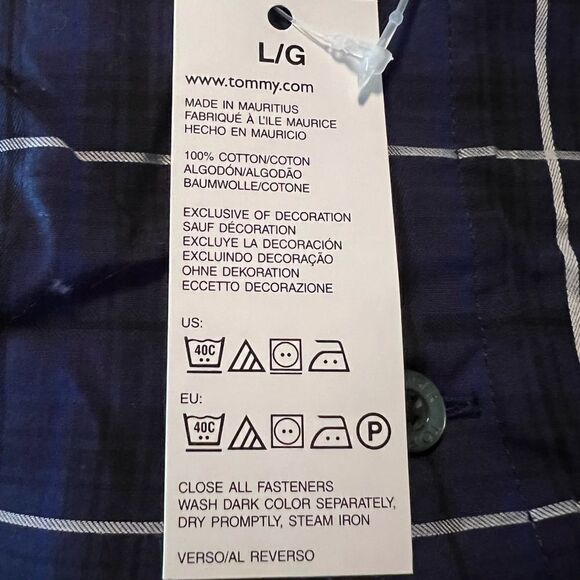 L/G
www.tommy.com
MADE IN MAURITIUS
FABRIQUÉ À L'ILE MAURICE
HECHO EN MAURICIO
100% COTTON/COTON
ALGODÓN/ALGODÃO
BAUMWOLLE/COTONE
EXCLUSIVE OF DECORATION
SAUF DÉCORATION
EXCLUYE LA DECORACIÓN
EXCLUINDO DECORAÇÃO
OHNE DEKORATION
ECCETTO DECORAZIONE
US:
40C
EU:
40C P
CLOSE ALL FASTENERS
WASH DARK COLOR SEPARATELY,
DRY PROMPTLY, STEAM IRON
VERSO/AL REVERSO